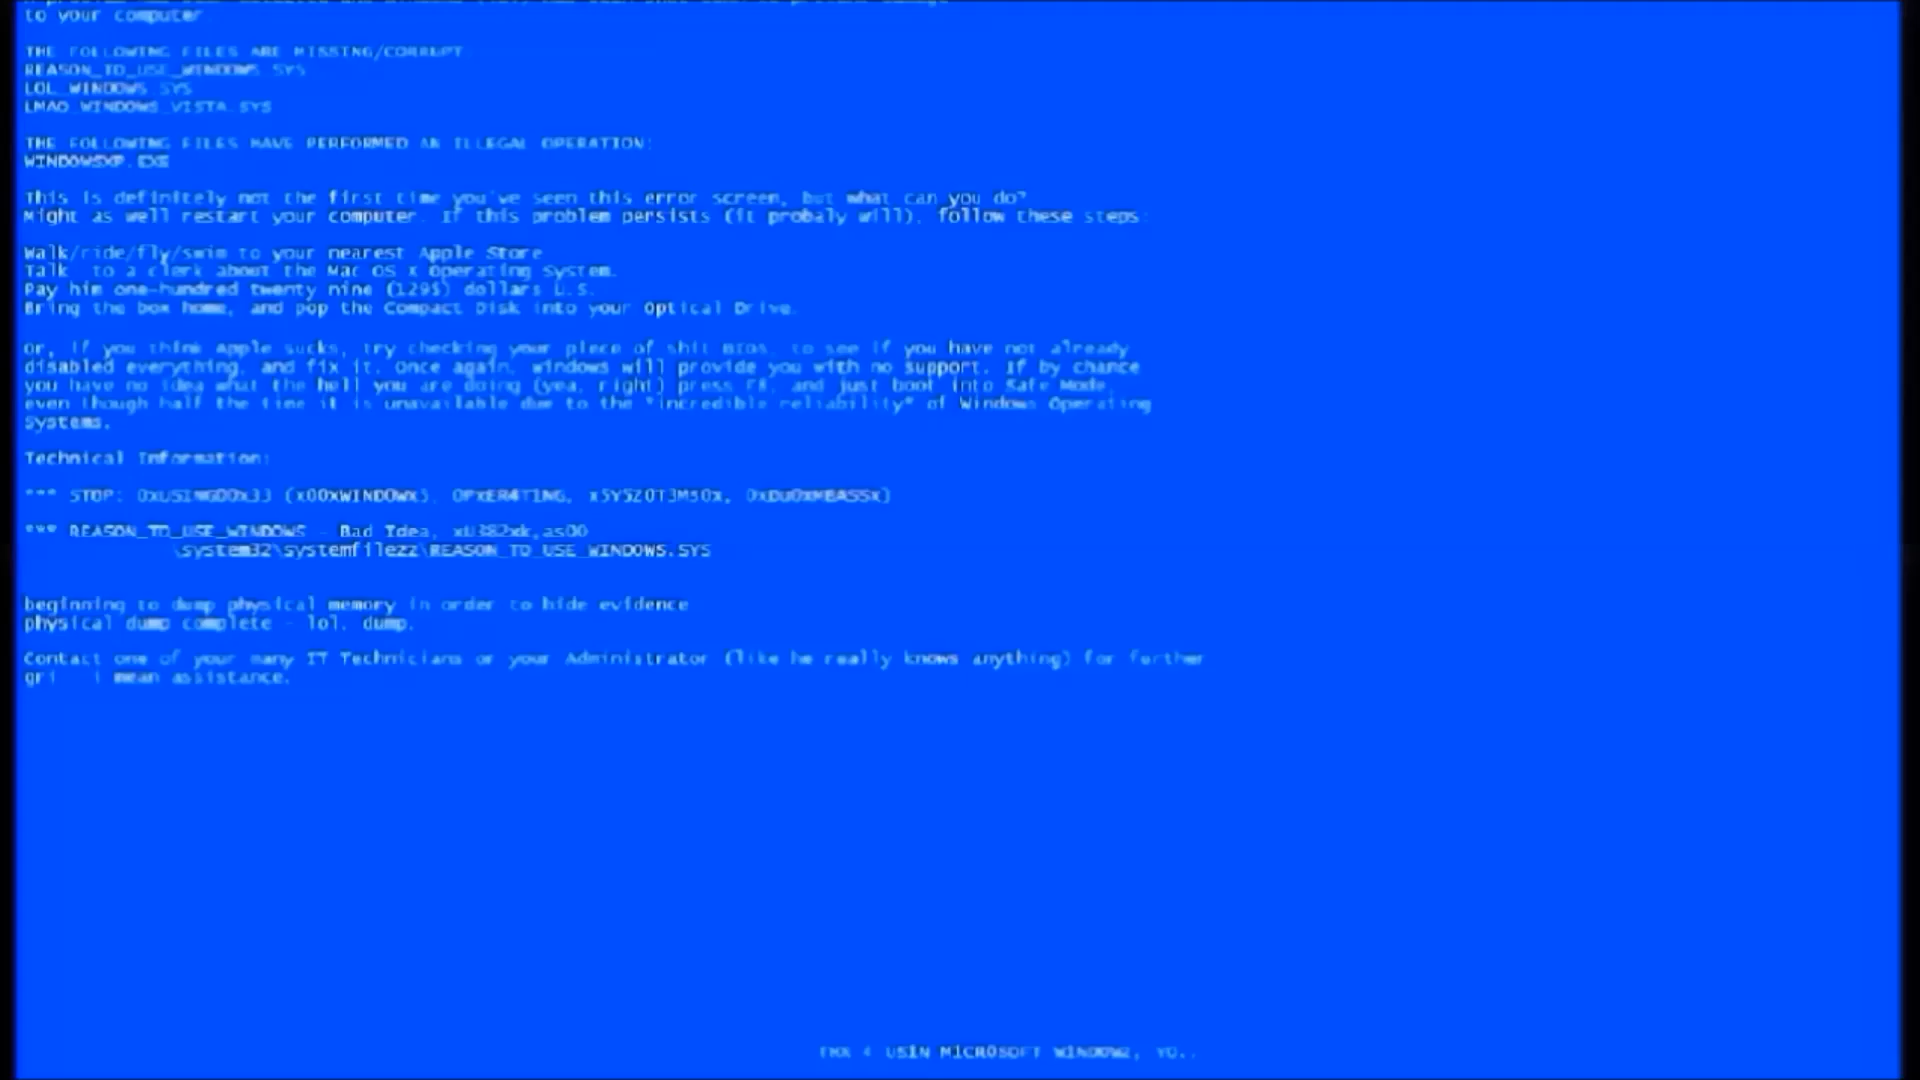 to your computer
THE FOLLOWING FILES ARE MISSING/CORRUPT
REASON_TO_USE_WINDOWS SYS
LOL_WINDOWS SYS
LMAO_WINDOWS_VISTA.SYS
THE FOLLOWING FILES HAVE PERFORMED AN ILLEGAL OPERATION:
WINDOWSXP.EXE
This is definitely not the first time you've seen this error screen, but what can you do?
Might as well restart your computer. If this problem persists (it probaly will), follow these steps:
Walk/ride/fly/swim to your nearest Apple Store
Talk to a clerk about the Mac OS X Operating System.
Pay him one-hundred twenty nine (129$) dollars U.S.
Bring the box home, and pop the Compact Disk into your Optical Drive.
Or, if you think Apple sucks, try checking your piece of shit BIOS, to see if you have not already
disabled everything, and fix it. Once again, windows will provide you with no support. If by chance
you have no idea what the hell you are doing (yea, right) press F8, and just boot into Safe Mode,
even though half the time it is unavailable due to the "incredible reliability" of Windows Operating
Systems.
Technical Information:
*** STOP: 0xUSING00x33 (x00xWINDOWx5, OPxER4T1NG, x5Y5Z0T3M50x,
*** REASON_TO_USE_WINDOWS - Bad Idea,
\system32\systemfilezz\REASON_TO_USE_WINDOWS.SYS
beginning to dump physical memory in order to hide evidence
physical dump complete - lol. dump.
Contact one of your many IT Technicians or your Administrator (like he really knows anything) for further
gri i mean assistance.
THX 4 USIN MICROSOFT WINDOWZ, YO..